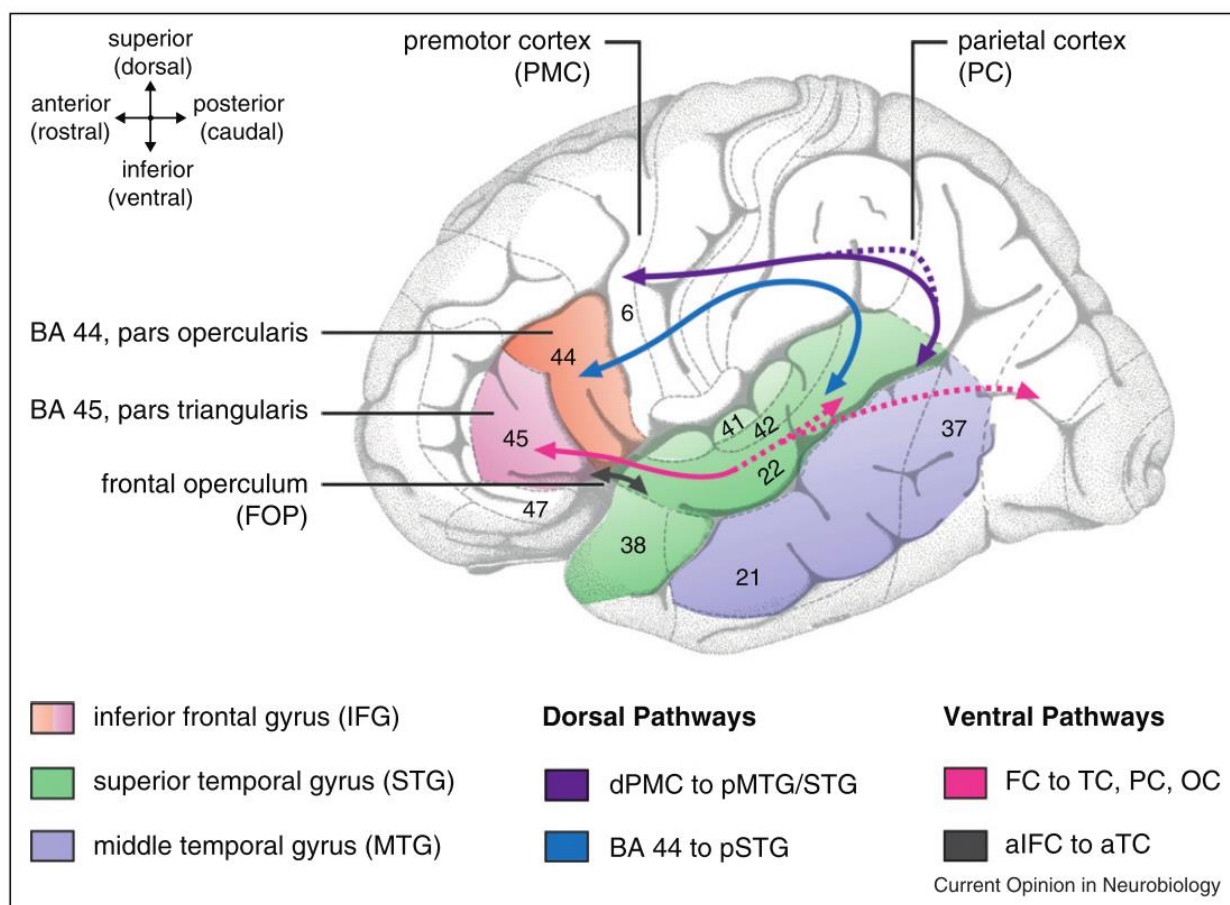 superior
(dorsal)
anterior
(rostral)
posterior
(caudal)
inferior
(ventral)
premotor cortex
(PMC)
parietal cortex
(PC)
BA 44, pars opercularis
BA 45, pars triangularis
frontal operculum
(FOP)
6
44
45
47
41
42
22
37
38
21
inferior frontal gyrus (IFG)
superior temporal gyrus (STG)
middle temporal gyrus (MTG)
Dorsal Pathways
dPMC to pMTG/STG
BA 44 to pSTG
Ventral Pathways
FC to TC, PC, OC
aIFC to aTC
Current Opinion in Neurobiology